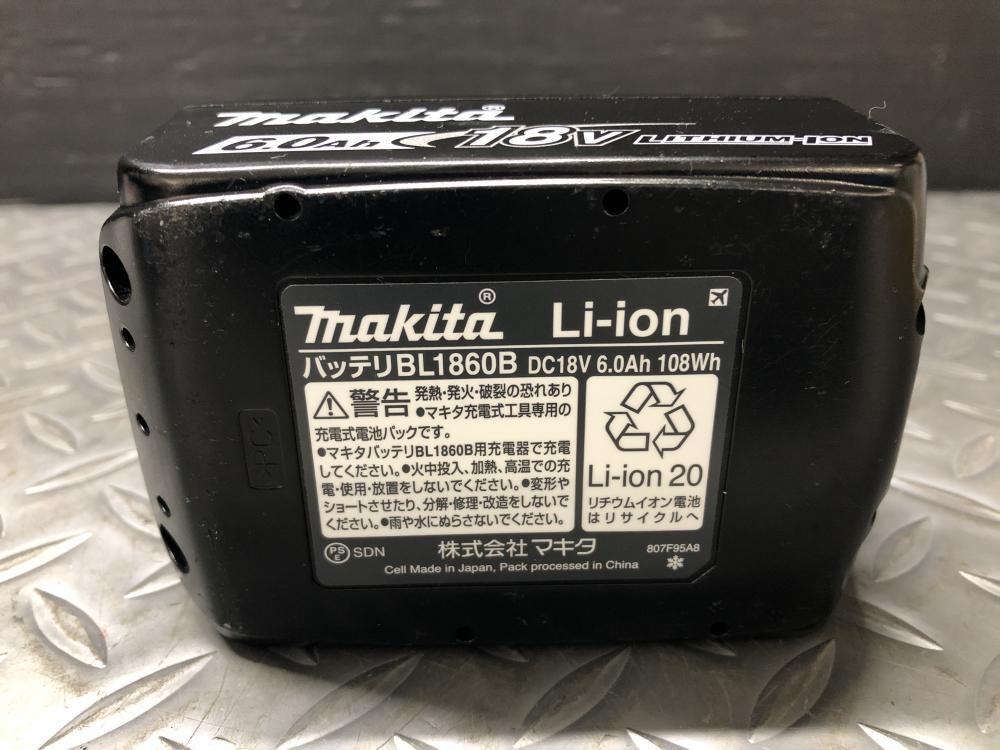 makita®
6.0Ah 18V LITHIUM-ION
makita® Li-ion
バッテリBL1860B DC18V 6.0Ah 108Wh
警告 発熱・発火・破裂の恐れあり
●マキタ充電式工具専用の
充電式電池パックです。
●マキタバッテリBL1860B用充電器で充電
してください。●火中投入、加熱、高温での充
電・使用・放置をしないでください。●変形や
ショートさせたり、分解・修理・改造をしないで
ください。●雨や水にぬらさないでください。
Li-ion 20
リチウムイオン電池
はリサイクルへ
PSE SDN 株式会社 マキタ 807F95A8
Cell Made in Japan, Pack processed in China
>PC<